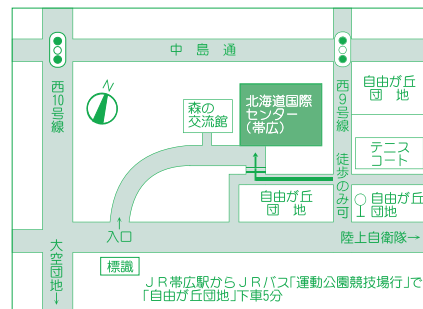 中島通
西10号線
N
森の
交流館
北海道国際
センター
(帯広)
西9号線
徒歩のみ可
自由が丘
団地
テニス
コート
自由が丘
団地
自由が丘
団地
入口
陸上自衛隊→
大空団地→
標識
JR帯広駅からJRバス「運動公園競技場行」で
「自由が丘団地」下車5分